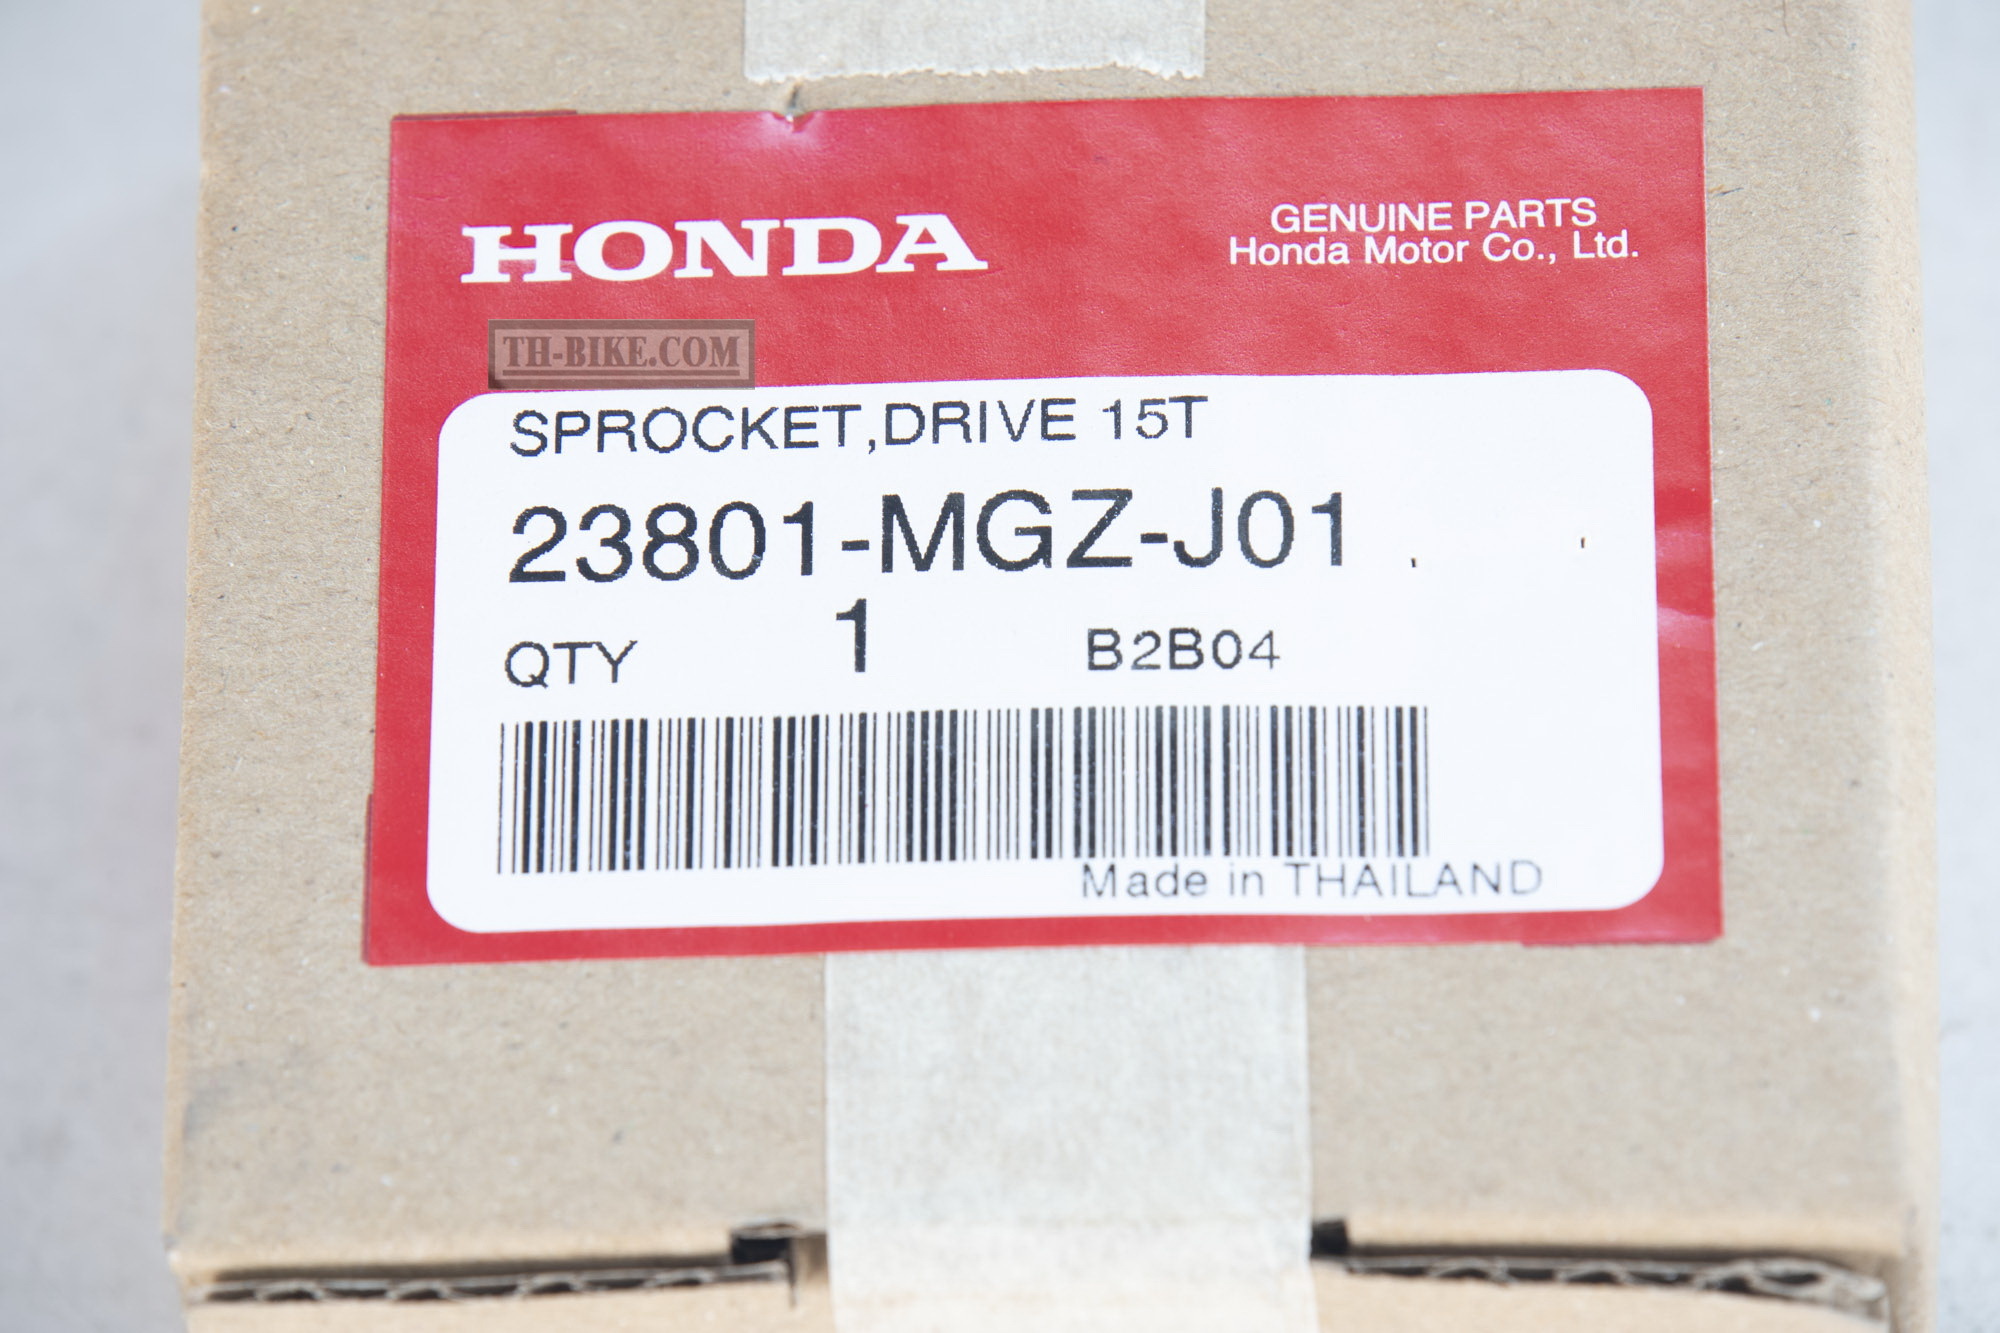 HONDA
GENUINE PARTS
Honda Motor Co., Ltd.
TH-BIKE.COM
SPROCKET,DRIVE 15T
23801-MGZ-J01
QTY 1 B2B04
Made in THAILAND